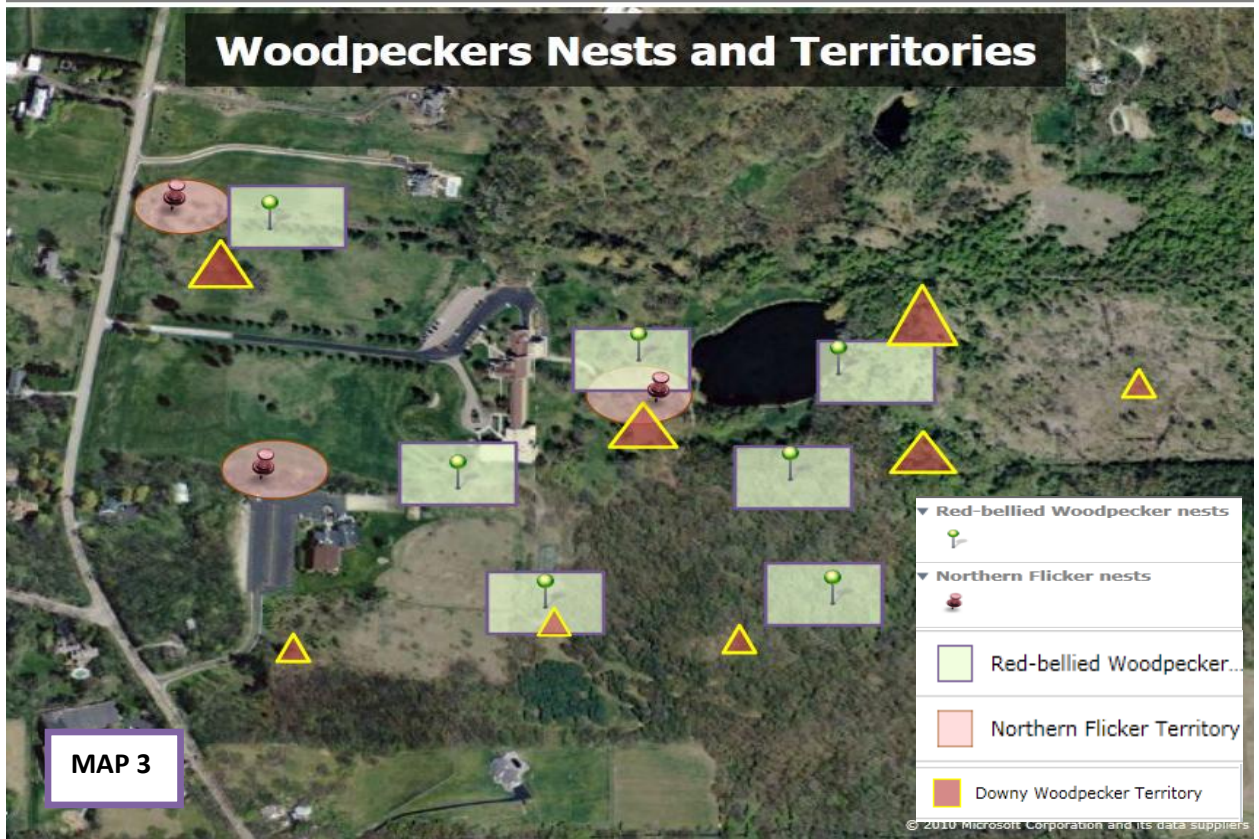 Woodpeckers Nests and Territories
Red-bellied Woodpecker nests
Northern Flicker nests
Red-bellied Woodpecker...
Northern Flicker Territory
Downy Woodpecker Territory
MAP 3
© 2010 Microsoft Corporation and its data suppliers